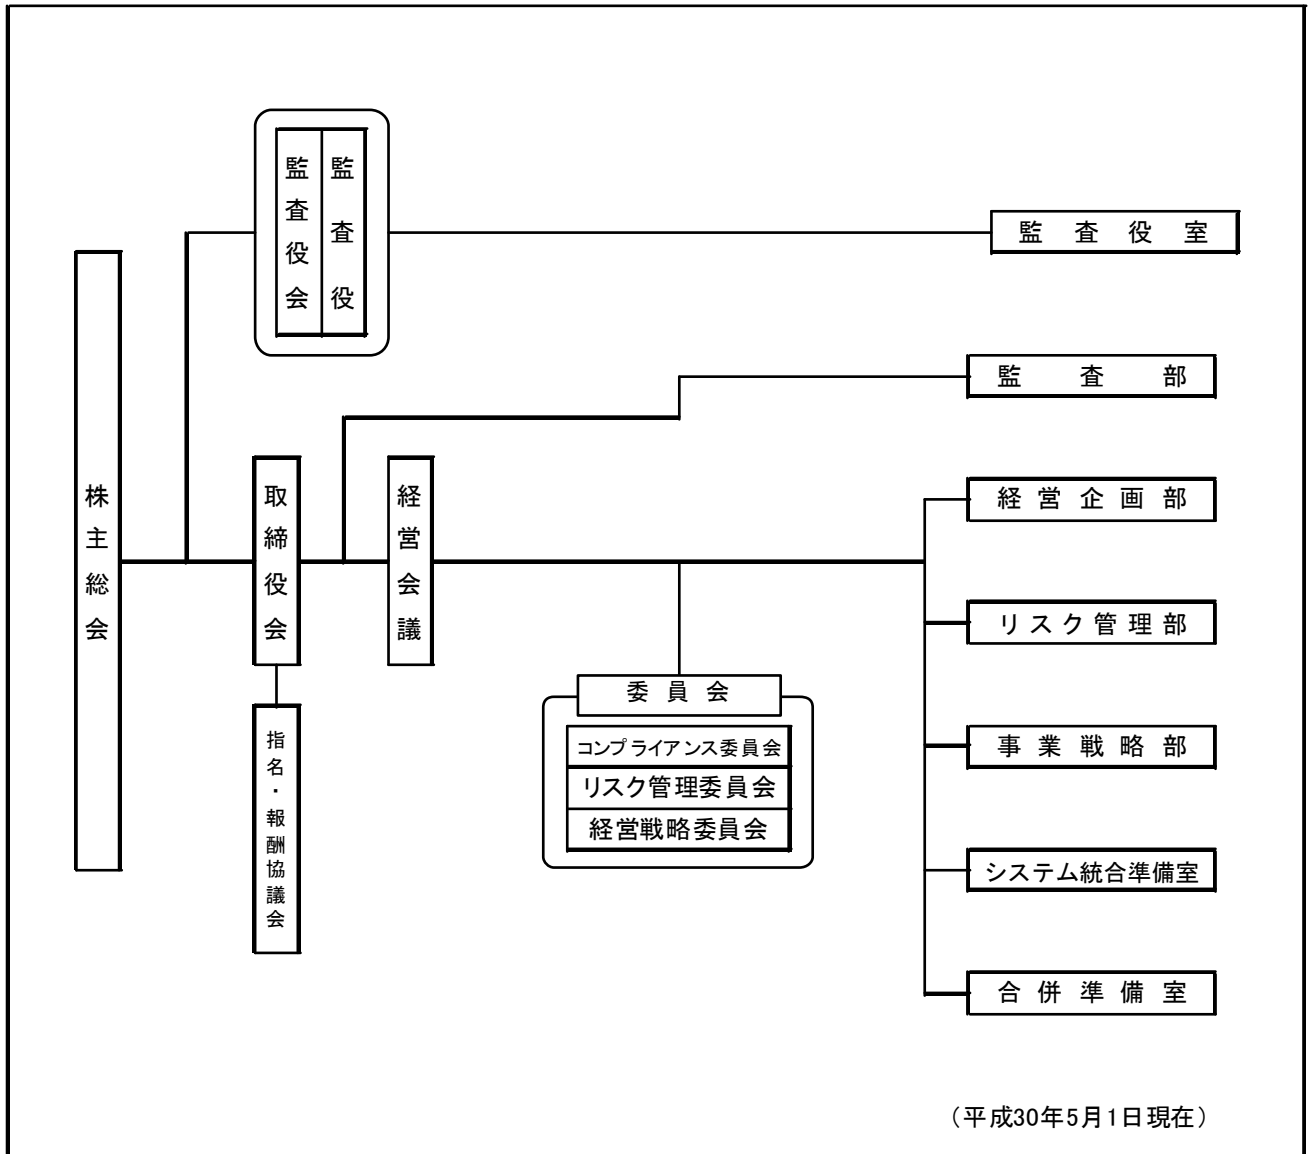 監査役会
監査役
監査役室
監査部
株主総会
取締役会
経営会議
経営企画部
リスク管理部
指名・報酬協議会
委員会
コンプライアンス委員会
リスク管理委員会
経営戦略委員会
事業戦略部
システム統合準備室
合併準備室
（平成30年5月1日現在）